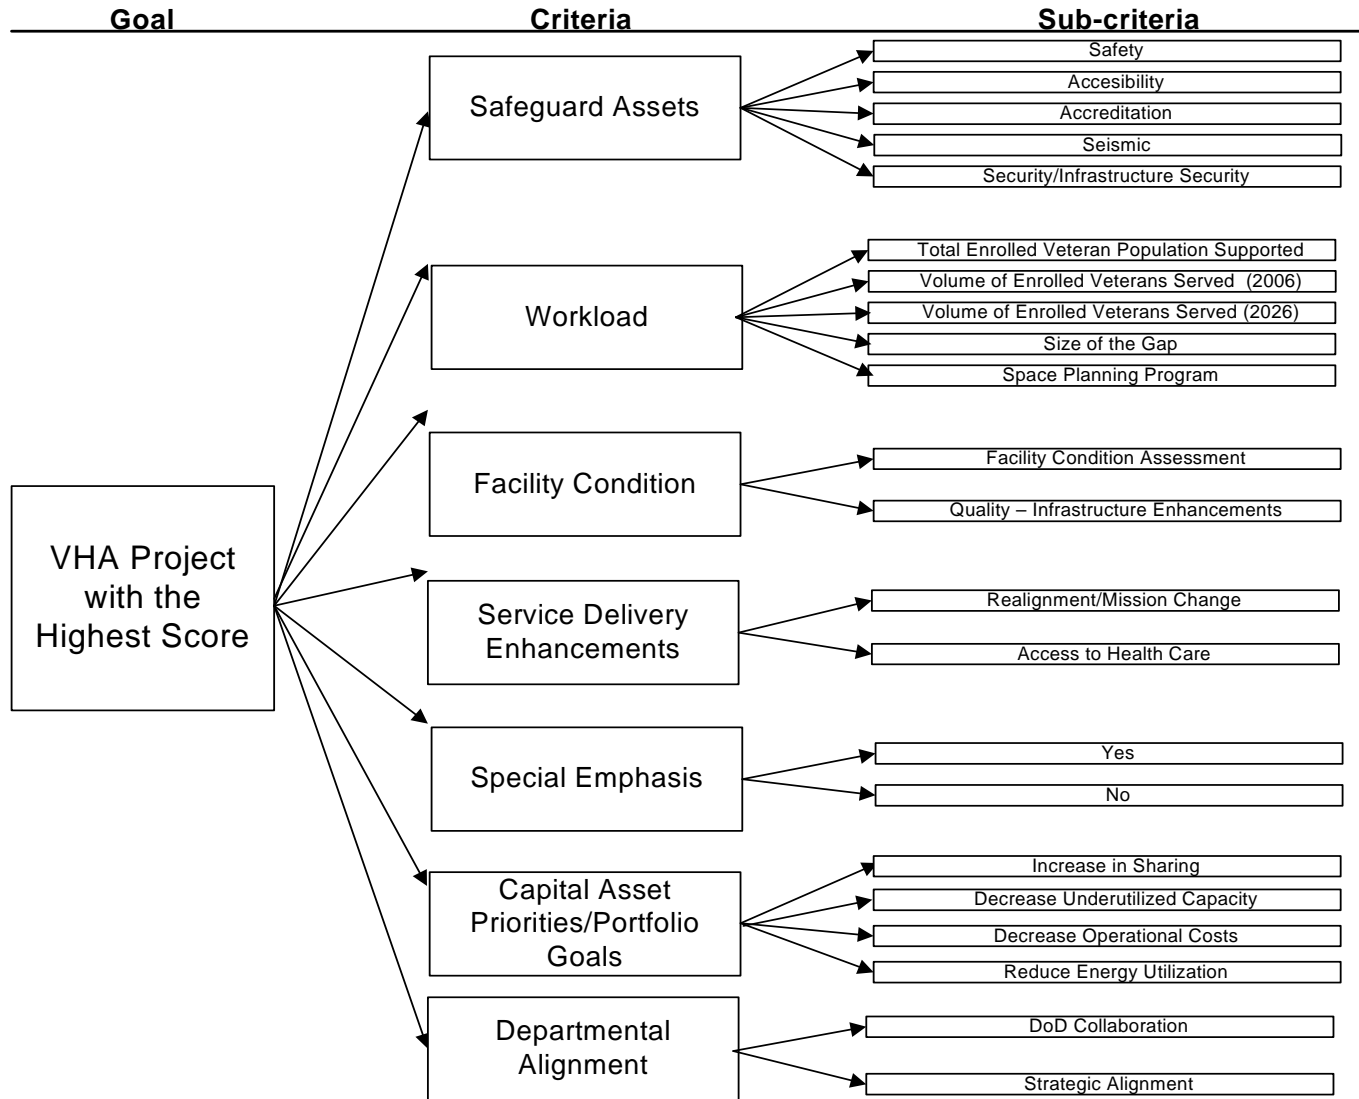 Goal Criteria Sub-criteria
Safeguard Assets
Safety
Accesibility
Accreditation
Seismic
Security/Infrastructure Security
Workload
Total Enrolled Veteran Population Supported
Volume of Enrolled Veterans Served (2006)
Volume of Enrolled Veterans Served (2026)
Size of the Gap
Space Planning Program
Facility Condition
Facility Condition Assessment
Quality – Infrastructure Enhancements
VHA Project
with the
Highest Score
Service Delivery
Enhancements
Realignment/Mission Change
Access to Health Care
Special Emphasis
Yes
No
Capital Asset
Priorities/Portfolio
Goals
Increase in Sharing
Decrease Underutilized Capacity
Decrease Operational Costs
Reduce Energy Utilization
Departmental
Alignment
DoD Collaboration
Strategic Alignment